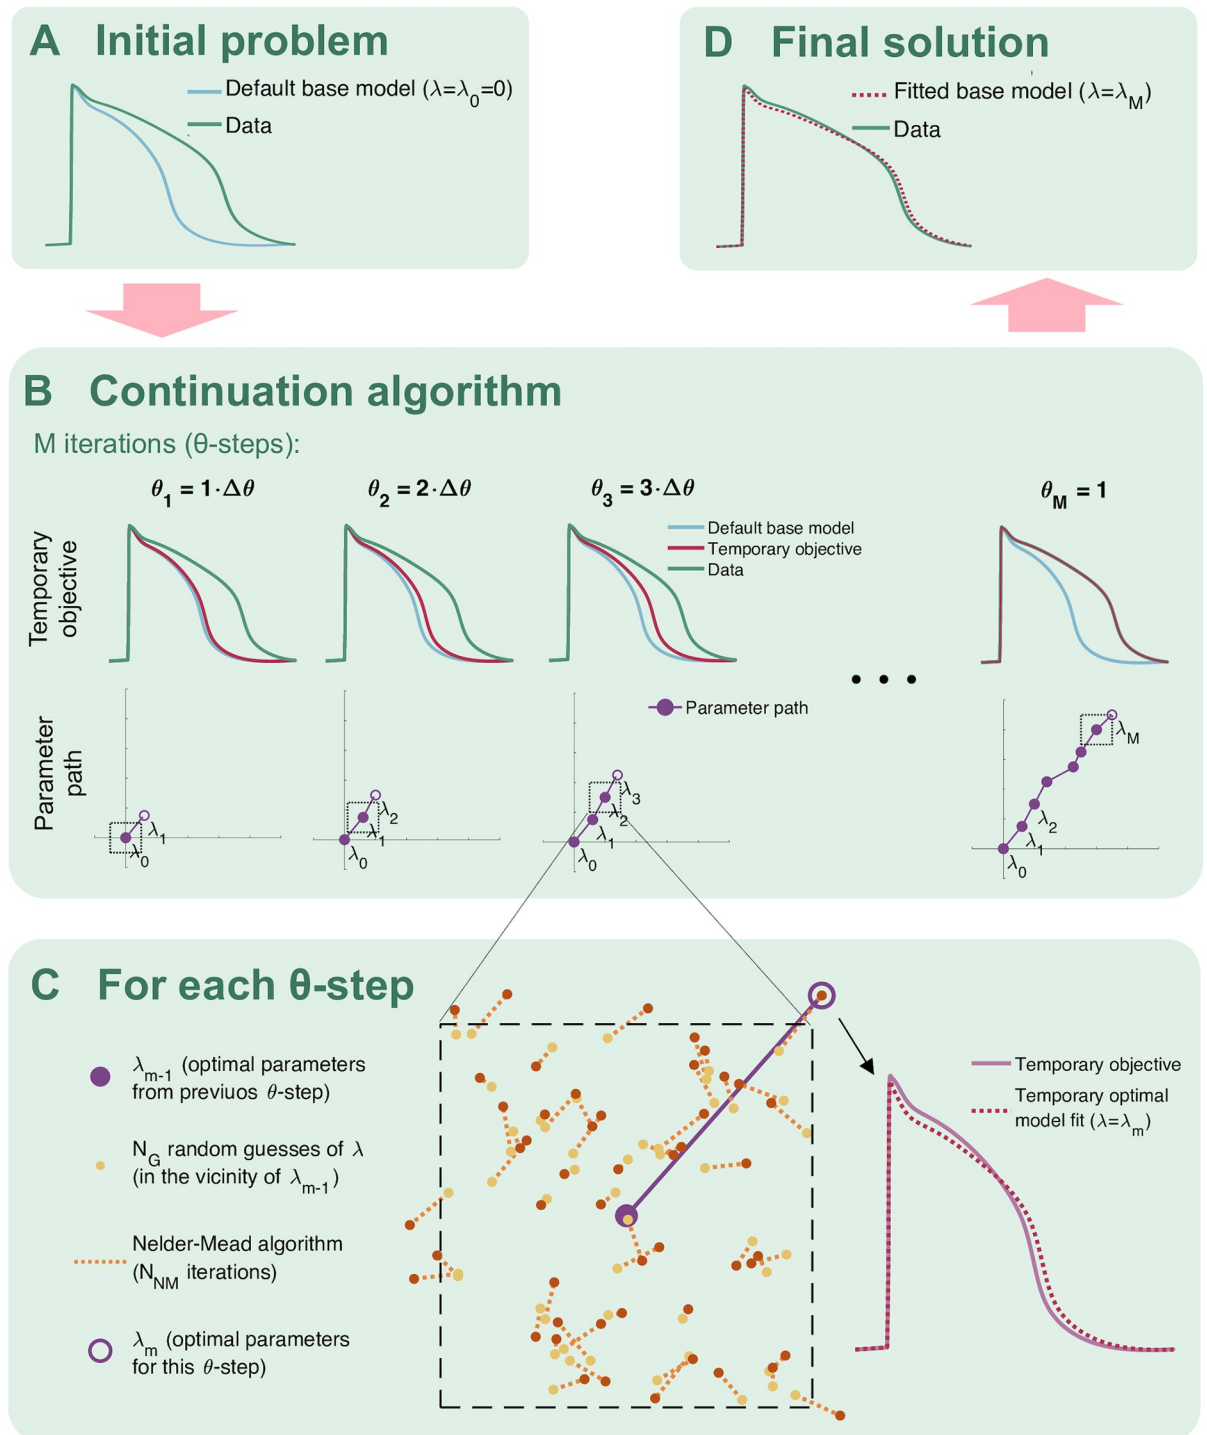 A Initial problem
Default base model (λ=λ0=0)
Data
D Final solution
Fitted base model (λ=λM)
Data
B Continuation algorithm
M iterations (θ-steps):
θ1 = 1·Δθ
θ2 = 2·Δθ
θ3 = 3·Δθ
θM = 1
Temporary
objective
Default base model
Temporary objective
Data
Parameter
path
Parameter path
λ1
λ0
λ2
λ1
λ0
λ3
λ2
λ1
λ0
λM
λ2
λ1
λ0
C For each θ-step
λm-1 (optimal parameters
from previuos θ-step)
NG random guesses of λ
(in the vicinity of λm-1)
Nelder-Mead algorithm
(NNM iterations)
λm (optimal parameters
for this θ-step)
Temporary objective
Temporary optimal
model fit (λ=λm)